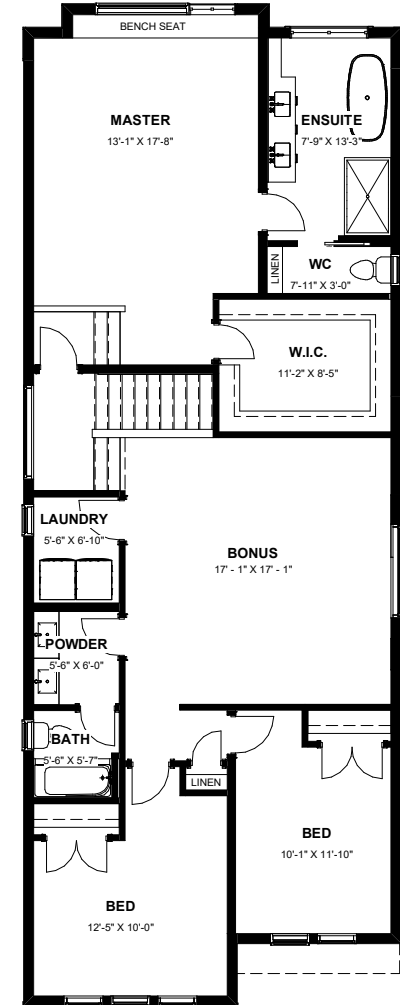 BENCH SEAT
MASTER
13'-1" X 17'-8"
ENSUITE
7'-9" X 13'-3"
LINEN
WC
7'-11" X 3'-0"
W.I.C.
11'-2" X 8'-5"
LAUNDRY
5'-6" X 6'-10"
BONUS
17' - 1" X 17' - 1"
POWDER
5'-6" X 6'-0"
BATH
5'-6" X 5'-7"
LINEN
BED
10'-1" X 11'-10"
BED
12'-5" X 10'-0"